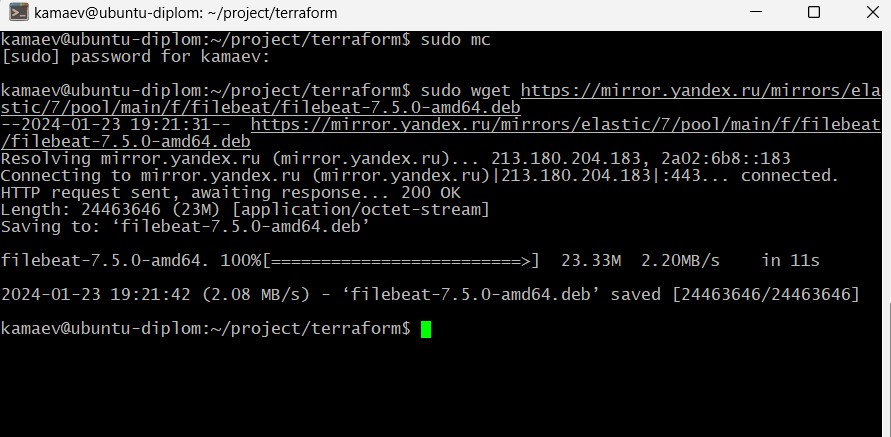 kamaev@ubuntu-diplom: ~/project/terraform
kamaev@ubuntu-diplom:~/project/terraform$ sudo mc
[sudo] password for kamaev:
kamaev@ubuntu-diplom:~/project/terraform$ sudo wget https://mirror.yandex.ru/mirrors/ela
stic/7/pool/main/f/filebeat/filebeat-7.5.0-amd64.deb
--2024-01-23 19:21:31--  https://mirror.yandex.ru/mirrors/elastic/7/pool/main/f/filebeat
/filebeat-7.5.0-amd64.deb
Resolving mirror.yandex.ru (mirror.yandex.ru)... 213.180.204.183, 2a02:6b8::183
Connecting to mirror.yandex.ru (mirror.yandex.ru)|213.180.204.183|:443... connected.
HTTP request sent, awaiting response... 200 OK
Length: 24463646 (23M) [application/octet-stream]
Saving to: ‘filebeat-7.5.0-amd64.deb’
filebeat-7.5.0-amd64. 100%[=========================>]  23.33M  2.20MB/s    in 11s
2024-01-23 19:21:42 (2.08 MB/s) - ‘filebeat-7.5.0-amd64.deb’ saved [24463646/24463646]
kamaev@ubuntu-diplom:~/project/terraform$